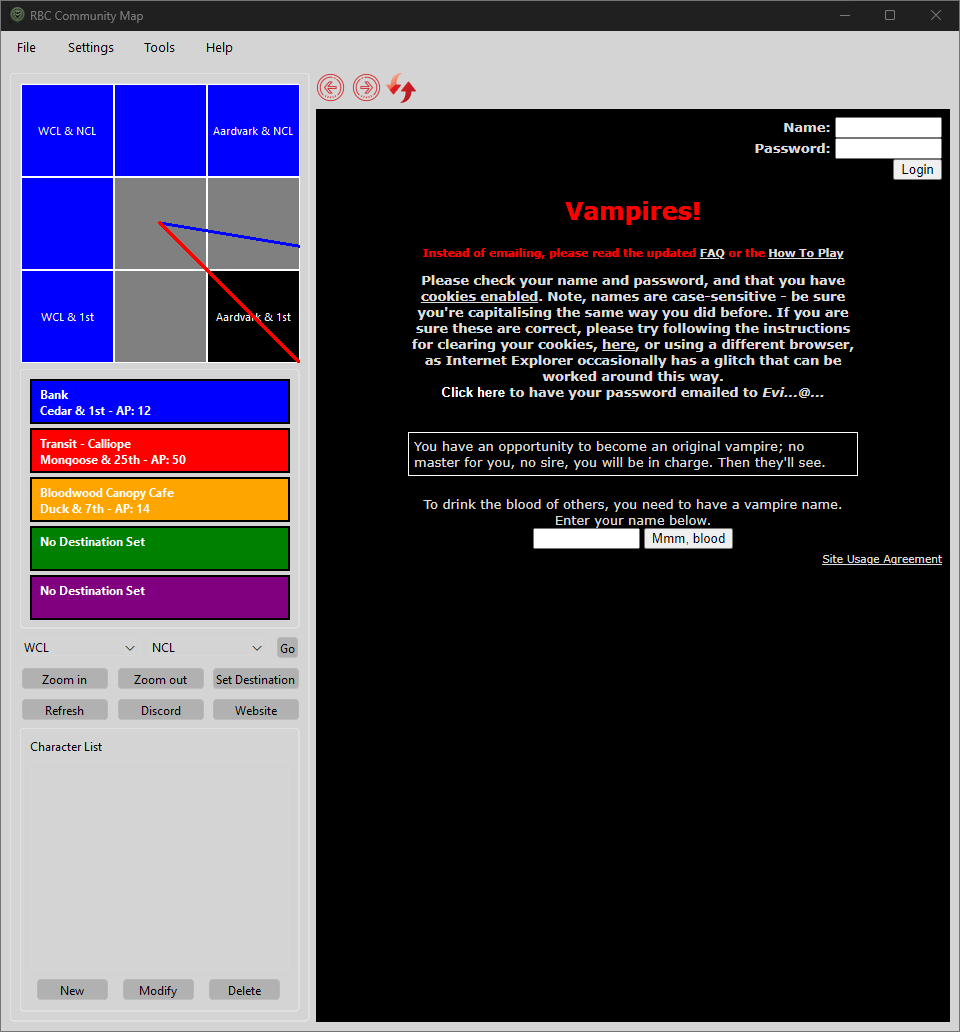 RBC Community Map
File Settings Tools Help
WCL & NCL
Aardvark & NCL
WCL & 1st
Aardvark & 1st
Bank
Cedar & 1st - AP: 12
Transit - Calliope
Mongoose & 25th - AP: 50
Bloodwood Canopy Cafe
Duck & 7th - AP: 14
No Destination Set
No Destination Set
WCL NCL Go
Zoom in Zoom out Set Destination
Refresh Discord Website
Character List
New Modify Delete
Name:
Password:
Login
Vampires!
Instead of emailing, please read the updated FAQ or the How To Play
Please check your name and password, and that you have
cookies enabled. Note, names are case-sensitive - be sure
you're capitalising the same way you did before. If you are
sure these are correct, please try following the instructions
for clearing your cookies, here, or using a different browser,
as Internet Explorer occasionally has a glitch that can be
worked around this way.
Click here to have your password emailed to Evi...@...
You have an opportunity to become an original vampire; no
master for you, no sire, you will be in charge. Then they'll see.
To drink the blood of others, you need to have a vampire name.
Enter your name below.
Mmm, blood
Site Usage Agreement